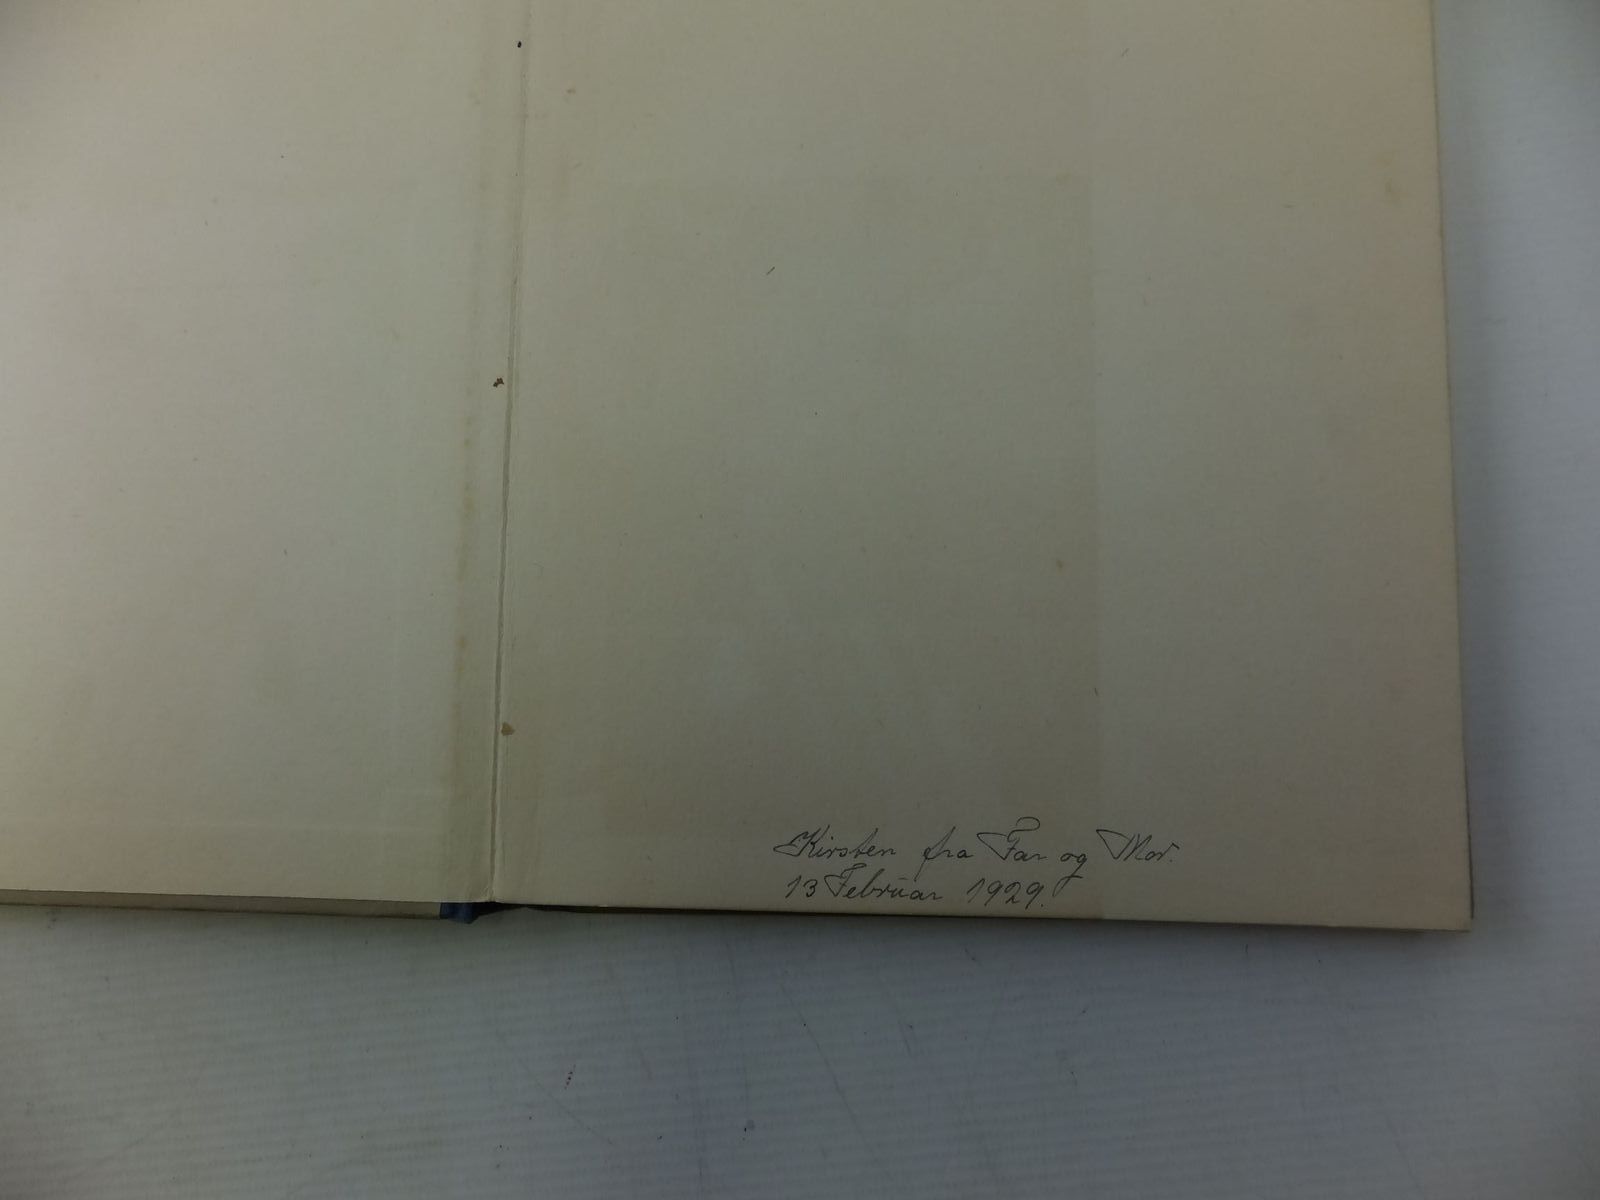 Kirsten fra Far og Mor.
13 Februar 1929.